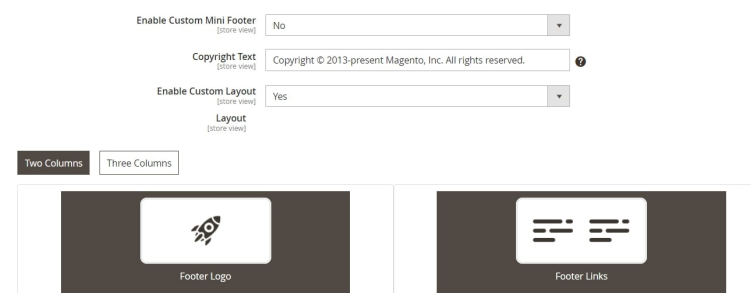 Enable Custom Mini Footer
[store view]
No
Copyright Text
[store view]
Copyright © 2013-present Magento, Inc. All rights reserved.
?
Enable Custom Layout
[store view]
Yes
Layout
[store view]
Two Columns
Three Columns
Footer Logo
Footer Links